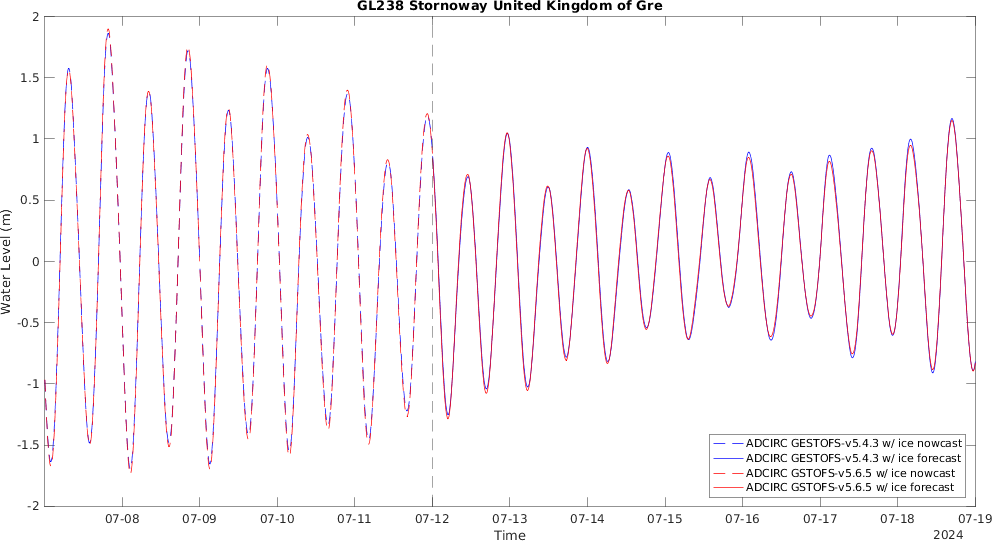 GL238 Stornoway United Kingdom of Gre
2
1.5
1
0.5
0
-0.5
-1
-1.5
-2
Water Level (m)
07-08 07-09 07-10 07-11 07-12 07-13 07-14 07-15 07-16 07-17 07-18 07-19
Time
2024
ADCIRC GESTOFS-v5.4.3 w/ ice nowcast
ADCIRC GESTOFS-v5.4.3 w/ ice forecast
ADCIRC GSTOFS-v5.6.5 w/ ice nowcast
ADCIRC GSTOFS-v5.6.5 w/ ice forecast